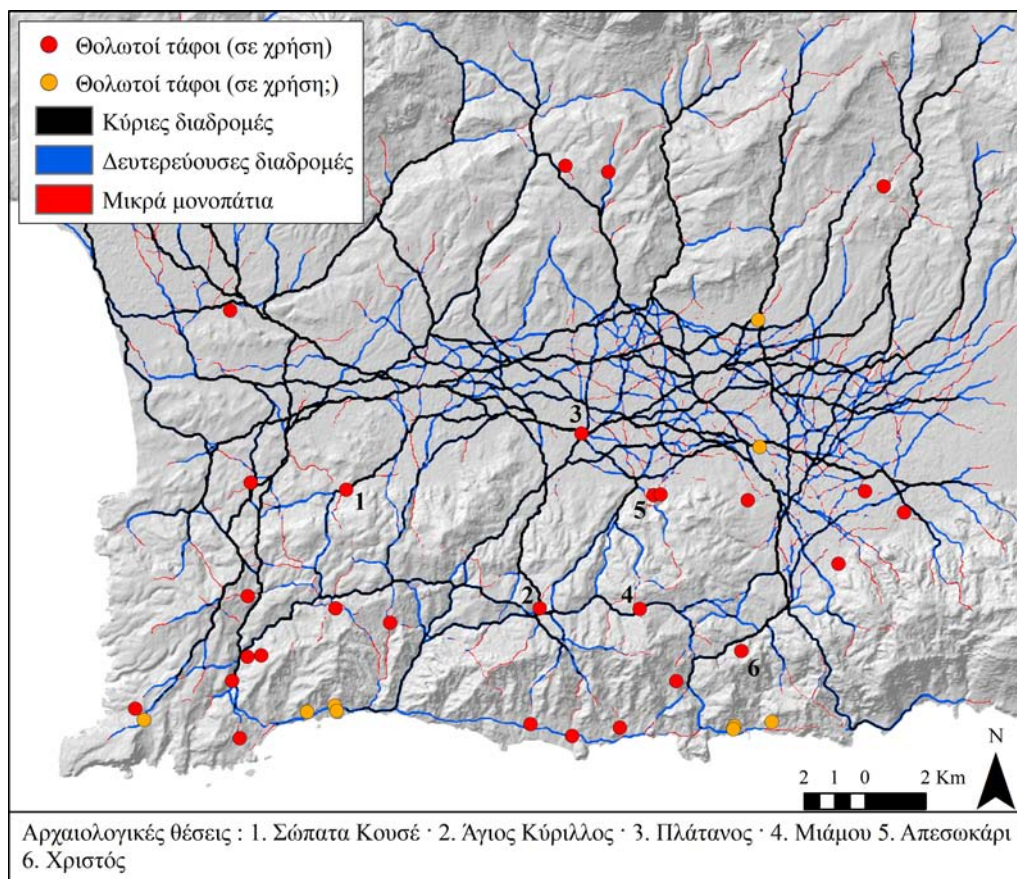 Θολωτοί τάφοι (σε χρήση)
Θολωτοί τάφοι (σε χρήση;)
Κύριες διαδρομές
Δευτερεύουσες διαδρομές
Μικρά μονοπάτια
3
1
5
2
4
6
N
2 1 0 2 Km
Αρχαιολογικές θέσεις : 1. Σώπατα Κουσέ · 2. Άγιος Κύριλλος · 3. Πλάτανος · 4. Μιάμου 5. Απεσωκάρι
6. Χριστός